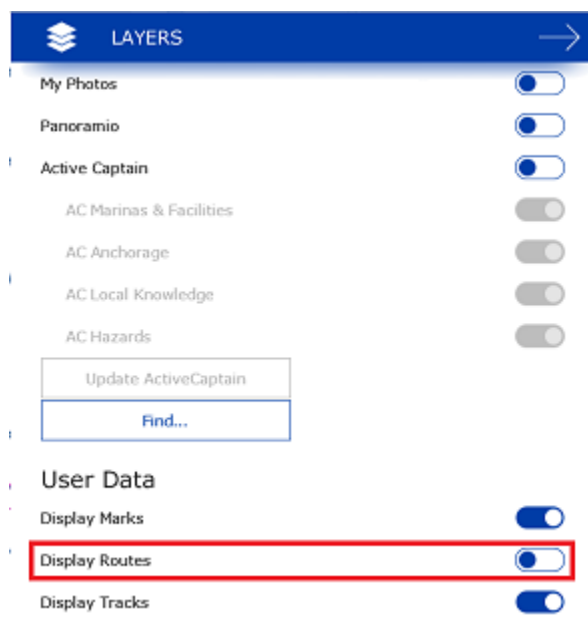 LAYERS
My Photos
Panoramio
Active Captain
AC Marinas & Facilities
AC Anchorage
AC Local Knowledge
AC Hazards
Update ActiveCaptain
Find...
User Data
Display Marks
Display Routes
Display Tracks